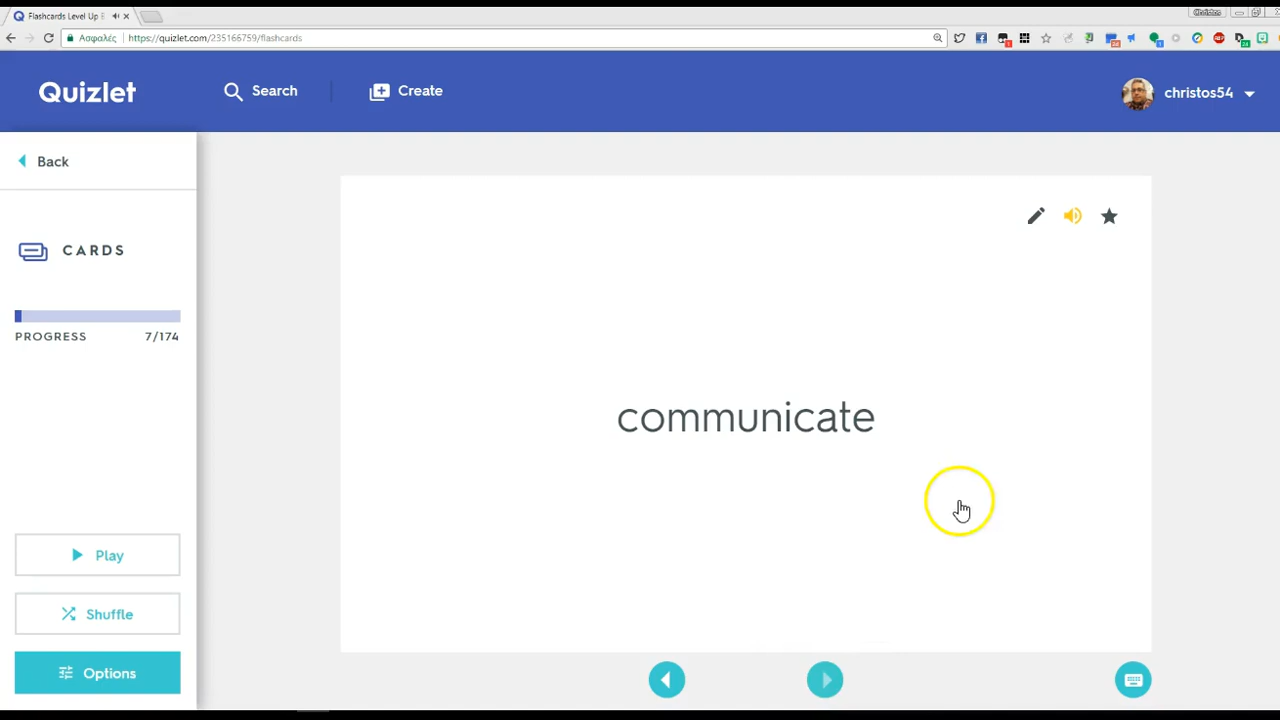 Flashcards Level Up
Christos
Ασφαλές https://quizlet.com/235166759/flashcards
Quizlet
Search
Create
christos54
Back
CARDS
PROGRESS 7/174
communicate
Play
Shuffle
Options